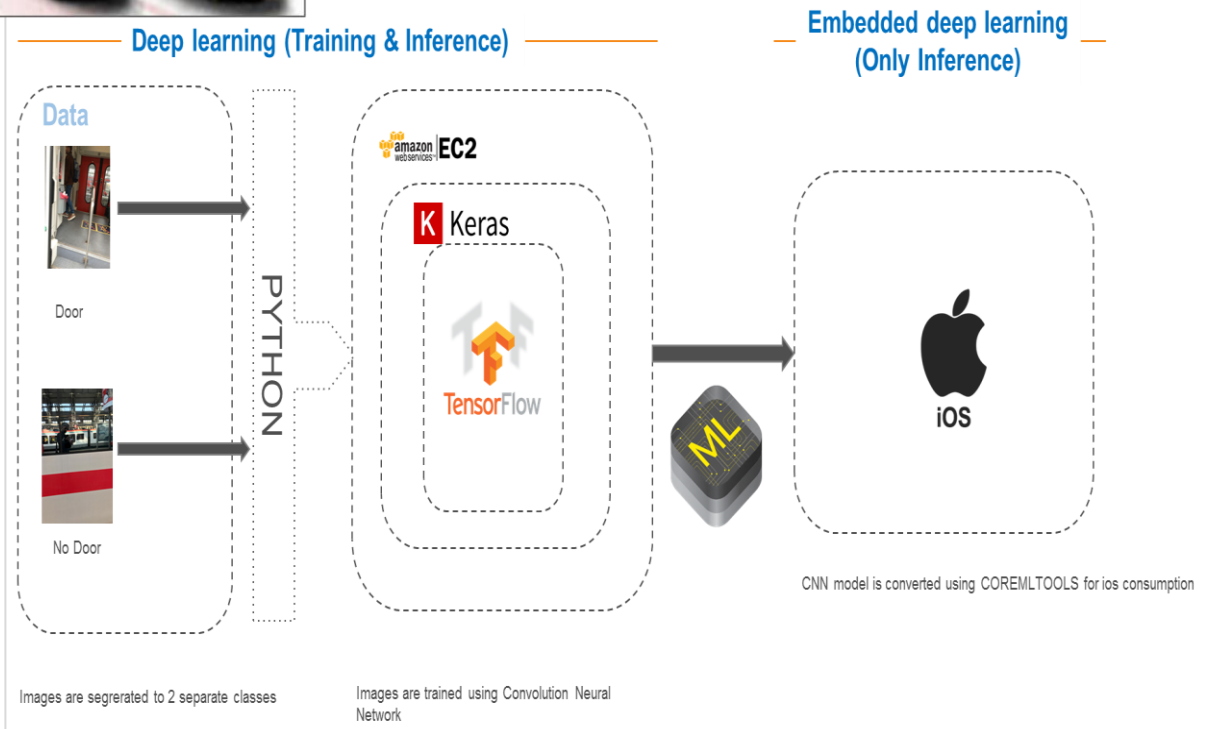 Deep learning (Training & Inference)
Embedded deep learning
(Only Inference)
Data
Door
No Door
PYTHON
amazon
webservices™
EC2
K Keras
TensorFlow
ML
iOS
CNN model is converted using COREMLTOOLS for ios consumption
Images are segrerated to 2 separate classes
Images are trained using Convolution Neural
Network